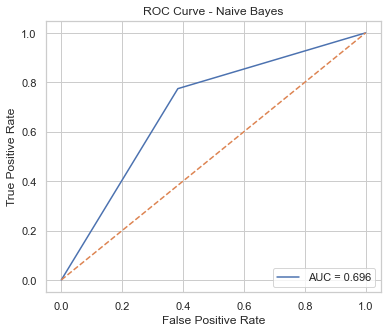 ROC Curve - Naive Bayes
1.0
0.8
0.6
0.4
0.2
0.0
True Positive Rate
0.0 0.2 0.4 0.6 0.8 1.0
False Positive Rate
AUC = 0.696